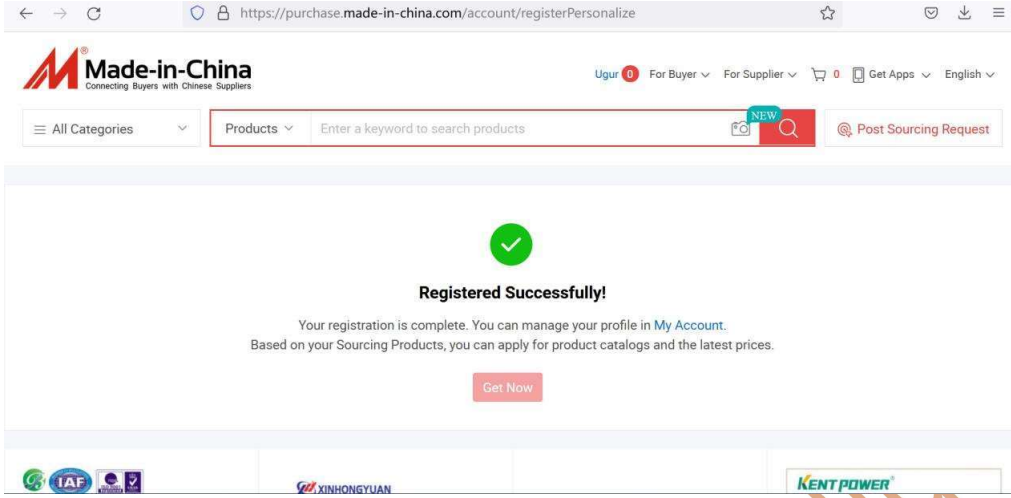 https://purchase.made-in-china.com/account/registerPersonalize
Made-in-China
Connecting Buyers with Chinese Suppliers
Ugur 0 For Buyer For Supplier 0 Get Apps English
All Categories Products Enter a keyword to search products NEW Post Sourcing Request
Registered Successfully!
Your registration is complete. You can manage your profile in My Account.
Based on your Sourcing Products, you can apply for product catalogs and the latest prices.
Get Now
IAF XINHONGYUAN KENTPOWER